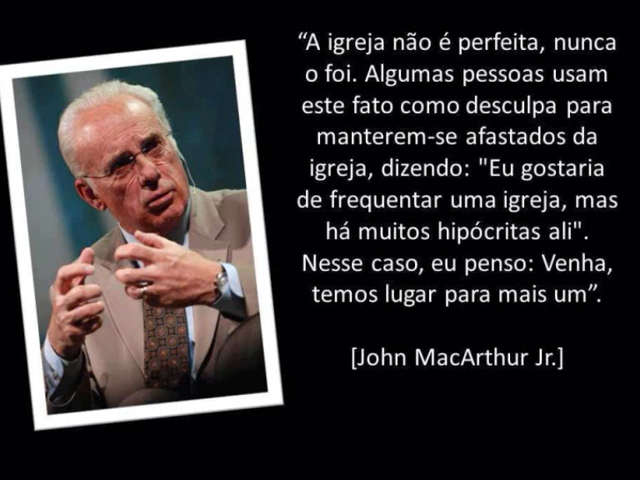 “A igreja não é perfeita, nunca
o foi. Algumas pessoas usam
este fato como desculpa para
manterem-se afastados da
igreja, dizendo: "Eu gostaria
de frequentar uma igreja, mas
há muitos hipócritas ali".
Nesse caso, eu penso: Venha,
temos lugar para mais um”.
[John MacArthur Jr.]